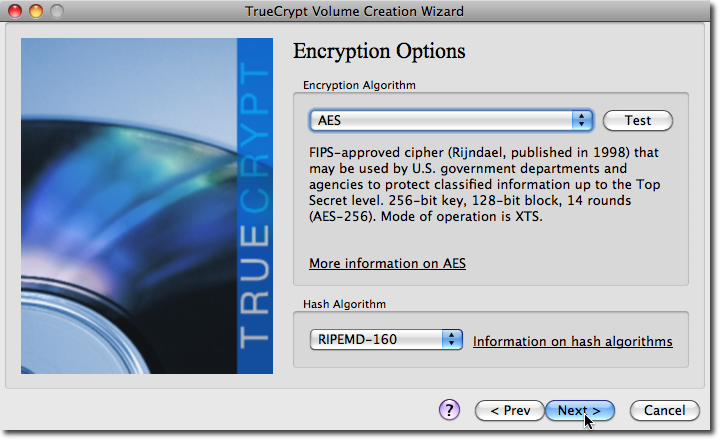 TrueCrypt Volume Creation Wizard
TRUECRYPT
Encryption Options
Encryption Algorithm
AES
Test
FIPS-approved cipher (Rijndael, published in 1998) that
may be used by U.S. government departments and
agencies to protect classified information up to the Top
Secret level. 256-bit key, 128-bit block, 14 rounds
(AES-256). Mode of operation is XTS.
More information on AES
Hash Algorithm
RIPEMD-160
Information on hash algorithms
?
< Prev
Next >
Cancel